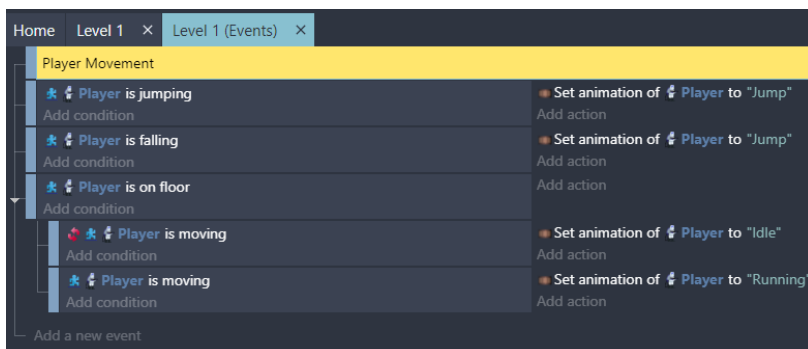 Home Level 1 × Level 1 (Events) ×
Player Movement
Player is jumping
Add condition
Set animation of Player to "Jump"
Add action
Player is falling
Add condition
Set animation of Player to "Jump"
Add action
Player is on floor
Add condition
Add action
Player is moving
Add condition
Set animation of Player to "Idle"
Add action
Player is moving
Add condition
Set animation of Player to "Running"
Add action
Add a new event